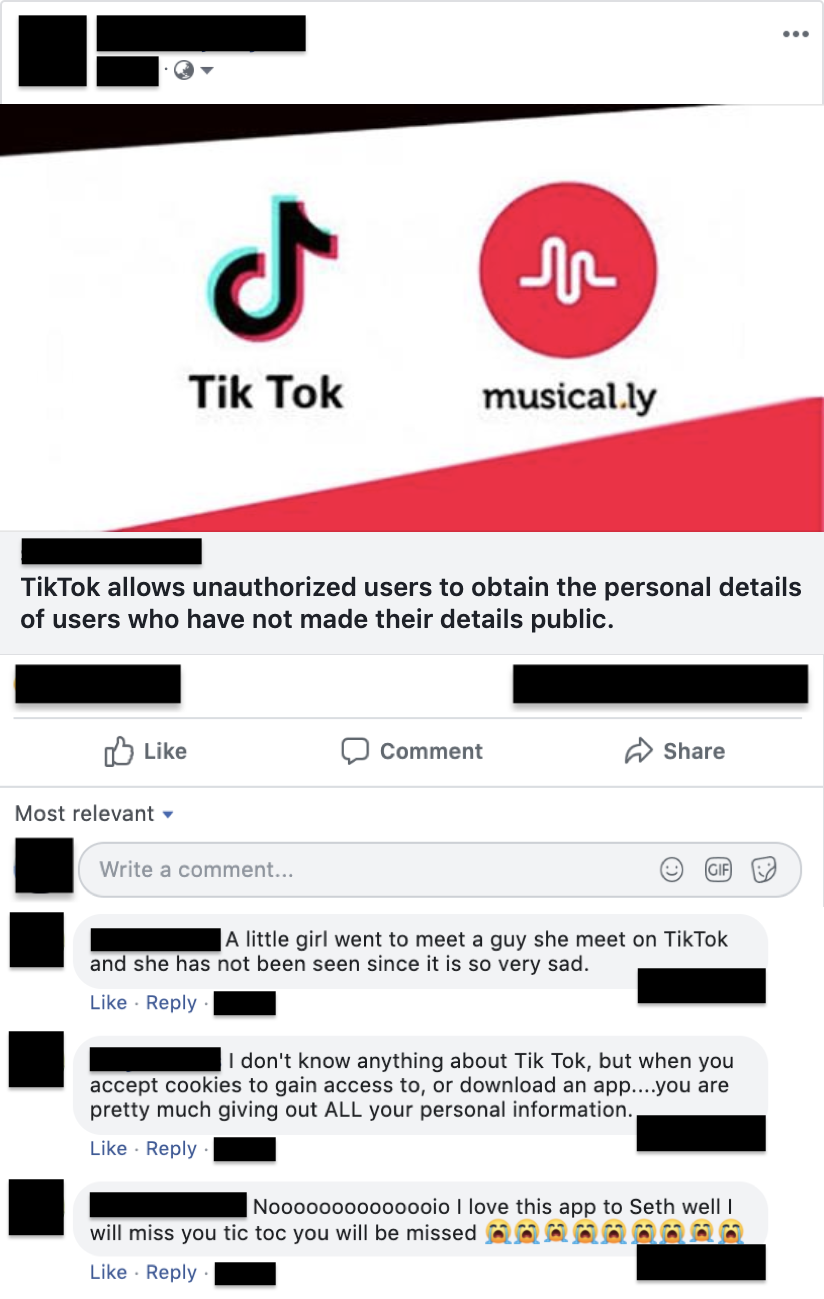 Tik Tok
musical.ly
TikTok allows unauthorized users to obtain the personal details
of users who have not made their details public.
Like
Comment
Share
Most relevant
Write a comment...
GIF
A little girl went to meet a guy she meet on TikTok
and she has not been seen since it is so very sad.
Like · Reply ·
I don't know anything about Tik Tok, but when you
accept cookies to gain access to, or download an app....you are
pretty much giving out ALL your personal information.
Like · Reply ·
Nooooooooooooooio I love this app to Seth well I
will miss you tic toc you will be missed 😭😭😭😭😭😭😭😭😭
Like · Reply ·